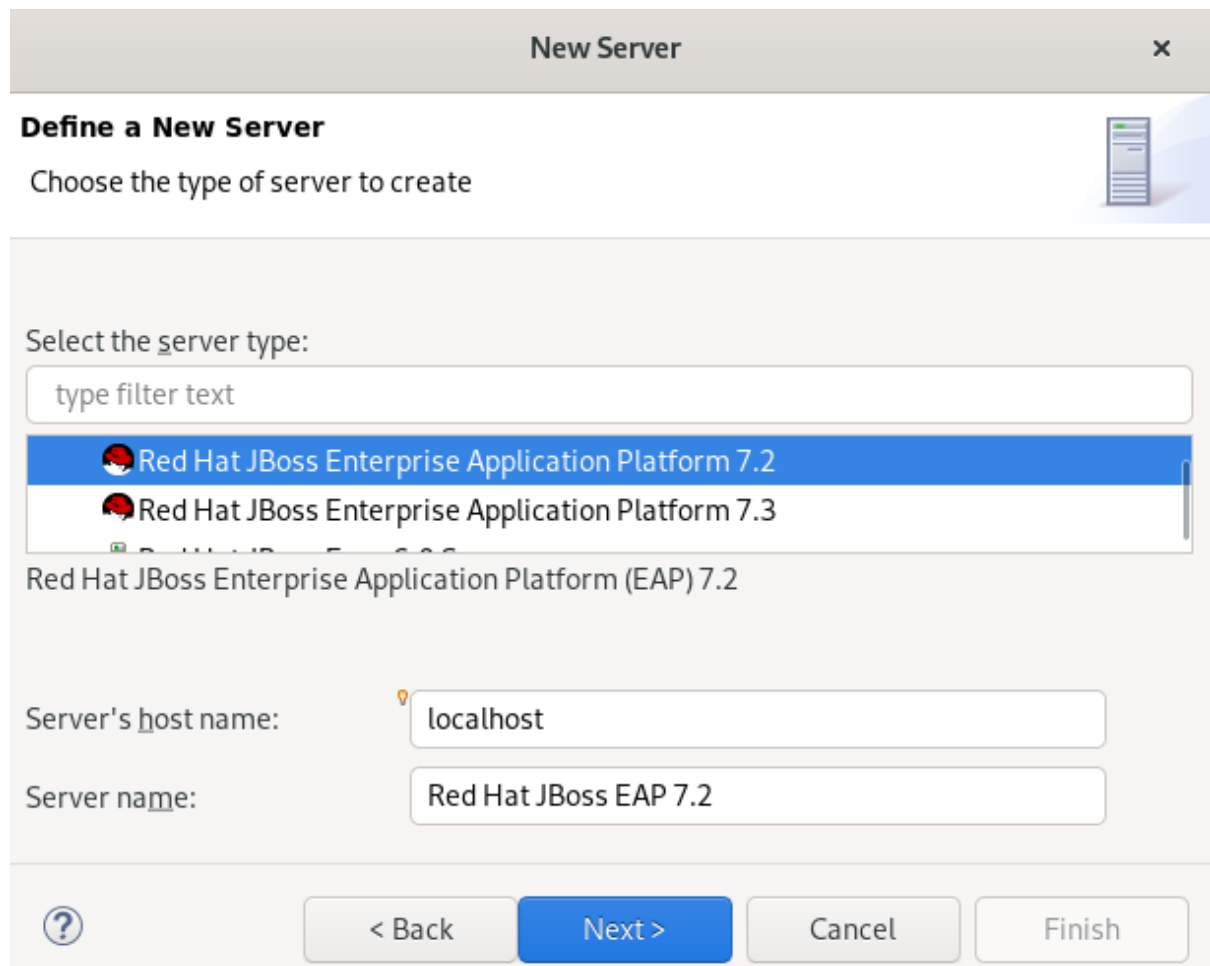 New Server
Define a New Server
Choose the type of server to create
Select the server type:
type filter text
Red Hat JBoss Enterprise Application Platform 7.2
Red Hat JBoss Enterprise Application Platform 7.3
Red Hat JBoss Enterprise Application Platform (EAP) 7.2
Server's host name: localhost
Server name: Red Hat JBoss EAP 7.2
? < Back Next > Cancel Finish